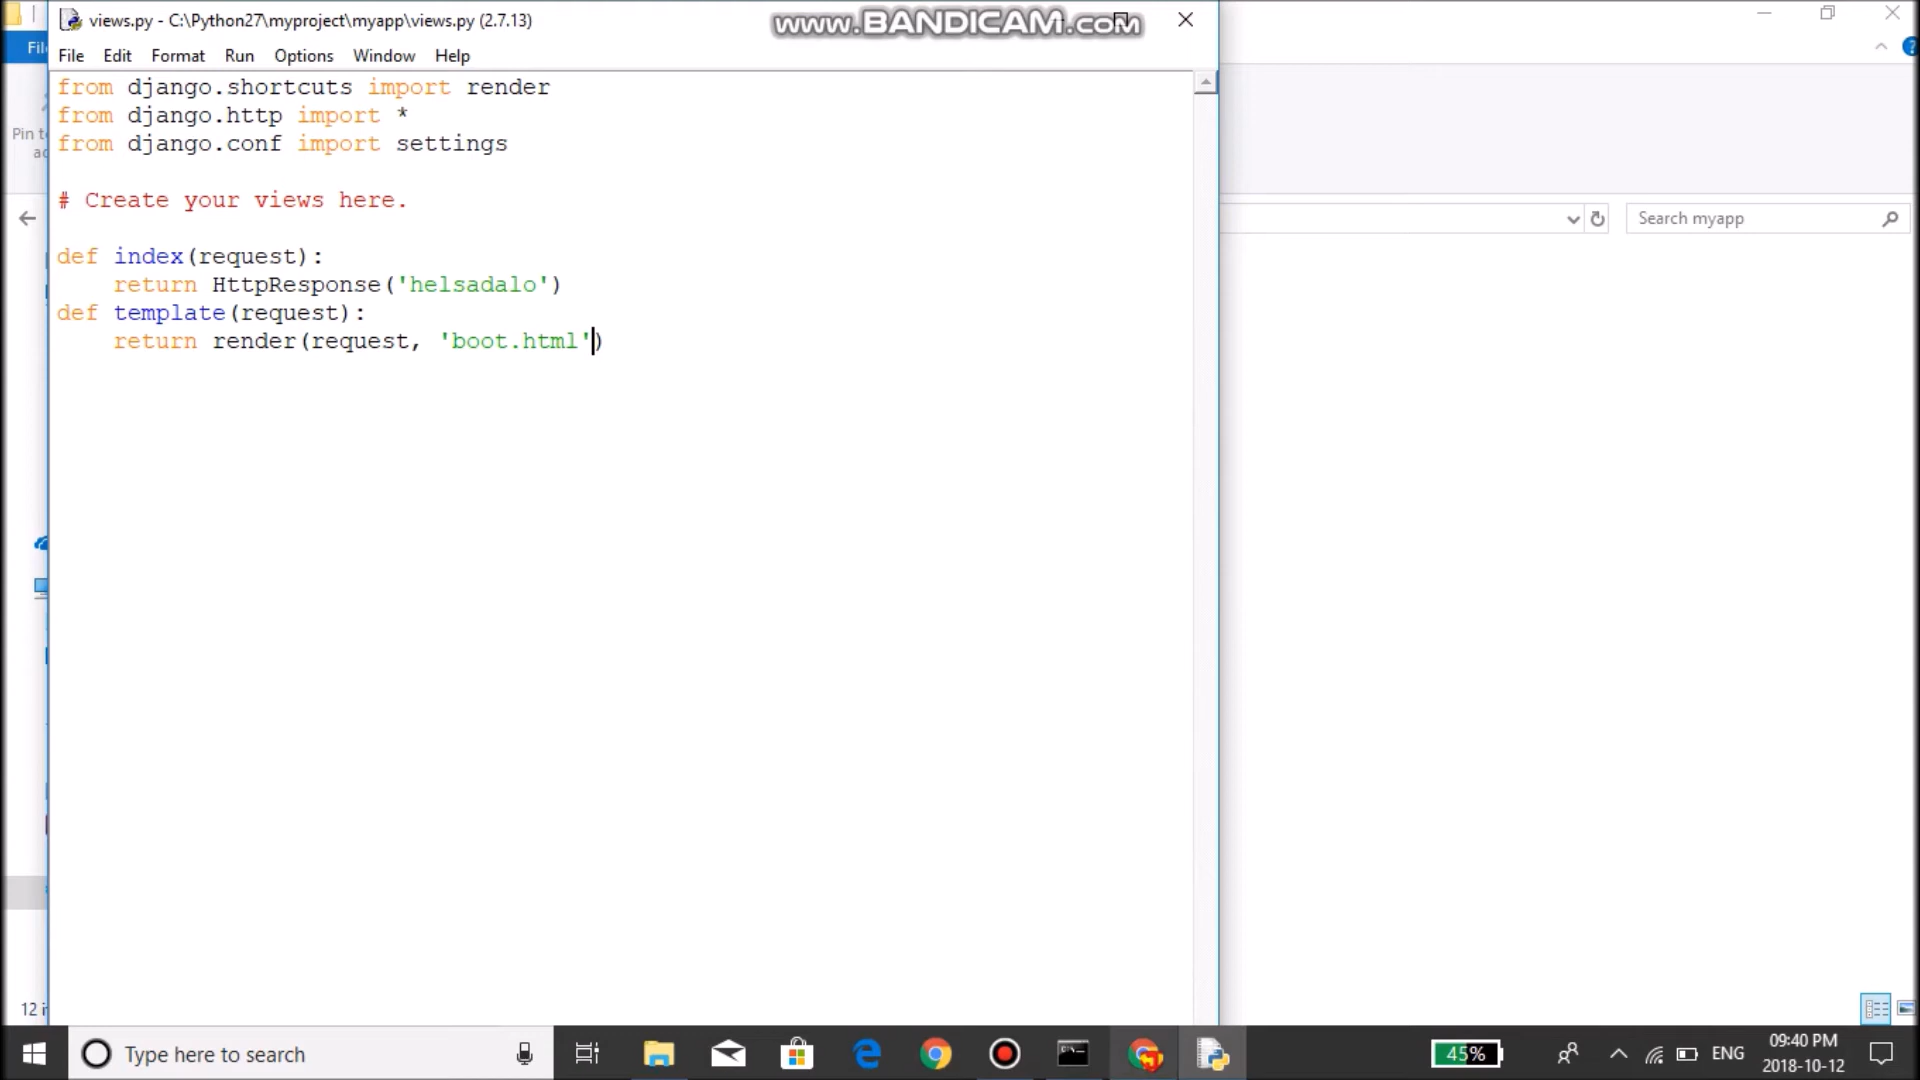 views.py - C:\Python27\myproject\myapp\views.py (2.7.13)
www.BANDICAM.com
File Edit Format Run Options Window Help
from django.shortcuts import render
from django.http import *
from django.conf import settings
# Create your views here.
Search myapp
def index(request):
return HttpResponse('helsadalo')
def template(request):
return render(request, 'boot.html')
Type here to search
45%
ENG
09:40 PM
2018-10-12